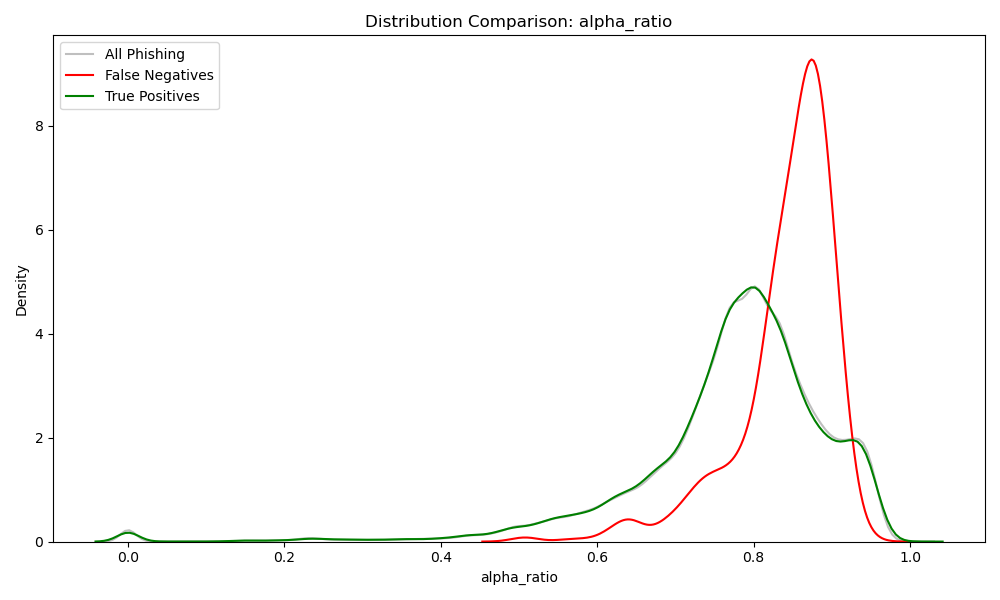 Distribution Comparison: alpha_ratio
All Phishing
False Negatives
True Positives
Density
8
6
4
2
0
0.0 0.2 0.4 0.6 0.8 1.0
alpha_ratio